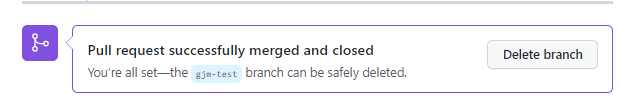 Pull request successfully merged and closed
You're all set—the gjm-test branch can be safely deleted.
Delete branch